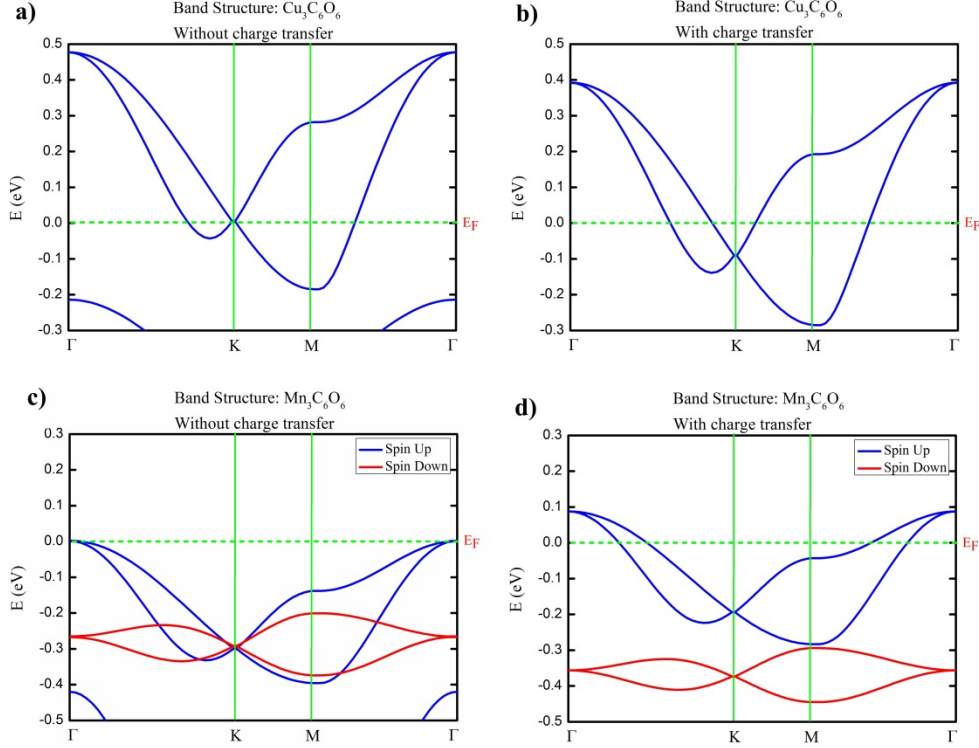 a)
Band Structure: Cu₃C₆O₆
Without charge transfer
0.5
0.4
0.3
0.2
0.1
0.0
-0.1
-0.2
-0.3
E (eV)
E_F
Γ K M Γ
b)
Band Structure: Cu₃C₆O₆
With charge transfer
0.5
0.4
0.3
0.2
0.1
0.0
-0.1
-0.2
-0.3
E (eV)
E_F
Γ K M Γ
c)
Band Structure: Mn₃C₆O₆
Without charge transfer
Spin Up
Spin Down
0.3
0.2
0.1
0.0
-0.1
-0.2
-0.3
-0.4
-0.5
E (eV)
E_F
Γ K M Γ
d)
Band Structure: Mn₃C₆O₆
With charge transfer
Spin Up
Spin Down
0.3
0.2
0.1
0.0
-0.1
-0.2
-0.3
-0.4
-0.5
E (eV)
E_F
Γ K M Γ